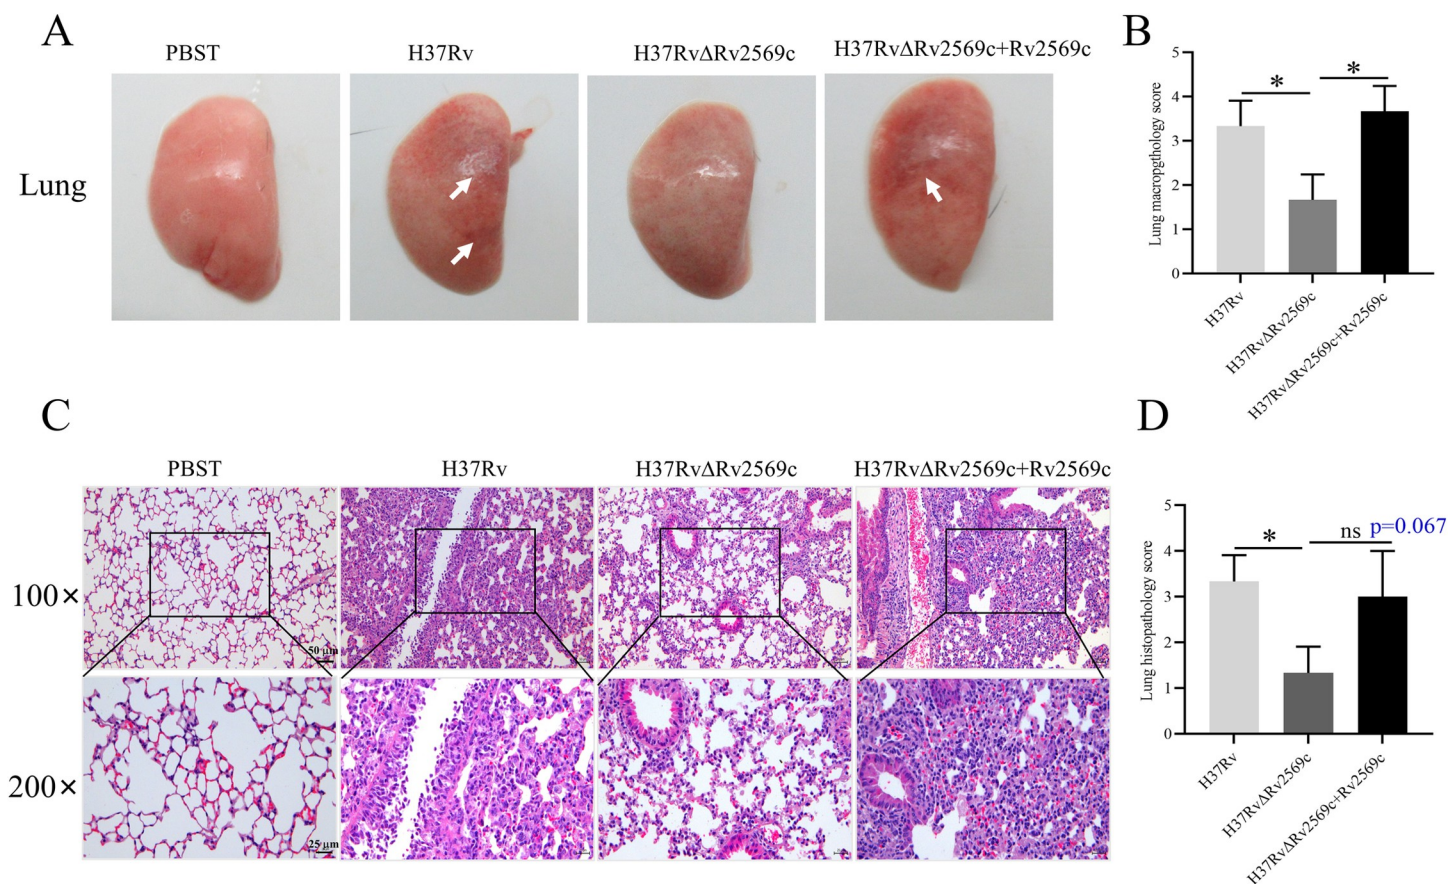 A
PBST
H37Rv
H37RvΔRv2569c
H37RvΔRv2569c+Rv2569c
Lung
B
Lung macropgthology score
5
4
3
2
1
0
*
*
H37Rv
H37RvΔRv2569c
H37RvΔRv2569c+Rv2569c
C
PBST
H37Rv
H37RvΔRv2569c
H37RvΔRv2569c+Rv2569c
100×
50 μm
200×
25 μm
D
Lung histopathology score
5
4
3
2
1
0
*
ns p=0.067
H37Rv
H37RvΔRv2569c
H37RvΔRv2569c+Rv2569c